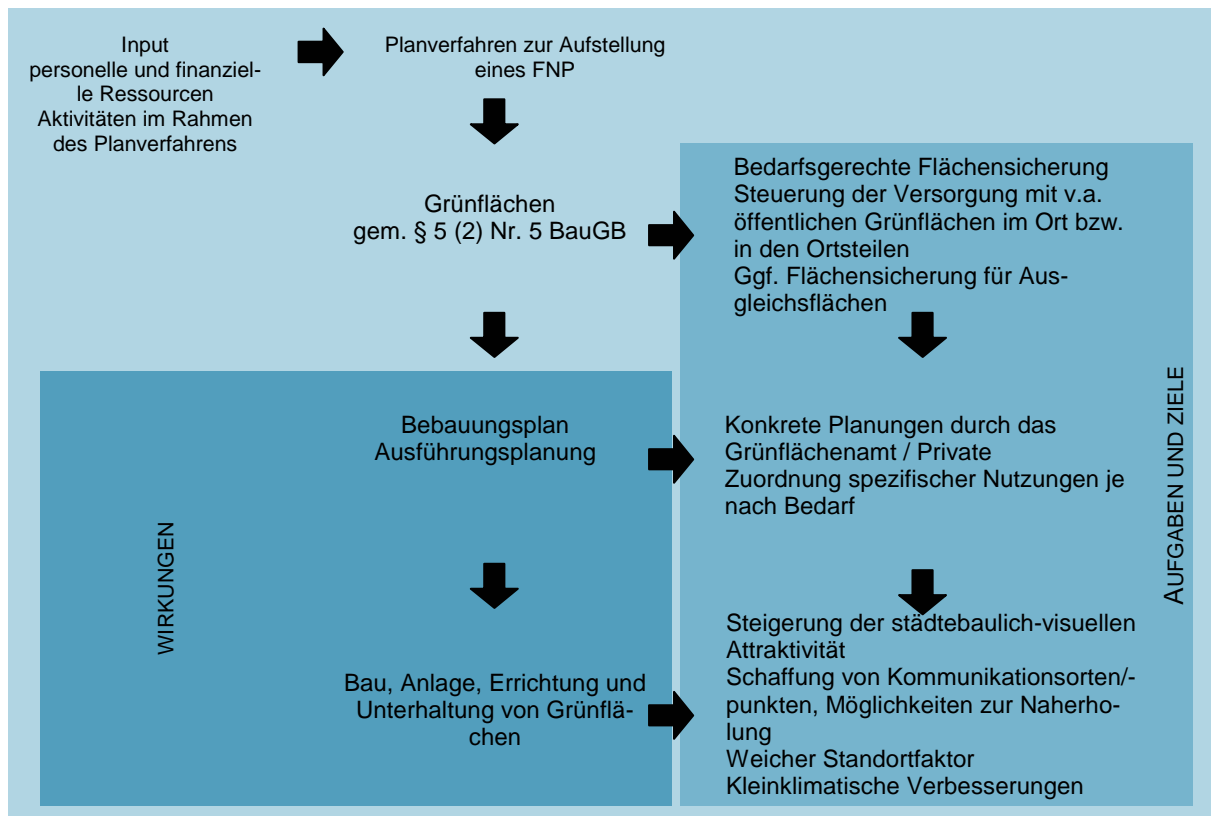 Input
personelle und finanziel-
le Ressourcen
Aktivitäten im Rahmen
des Planverfahrens
Planverfahren zur Aufstellung
eines FNP
Grünflächen
gem. § 5 (2) Nr. 5 BauGB
Bedarfsgerechte Flächensicherung
Steuerung der Versorgung mit v.a.
öffentlichen Grünflächen im Ort bzw.
in den Ortsteilen
Ggf. Flächensicherung für Aus-
gleichsflächen
Bebauungsplan
Ausführungsplanung
Konkrete Planungen durch das
Grünflächenamt / Private
Zuordnung spezifischer Nutzungen je
nach Bedarf
Bau, Anlage, Errichtung und
Unterhaltung von Grünflä-
chen
Steigerung der städtebaulich-visuellen
Attraktivität
Schaffung von Kommunikationsorten/-
punkten, Möglichkeiten zur Naherho-
lung
Weicher Standortfaktor
Kleinklimatische Verbesserungen
WIRKUNGEN
AUFGABEN UND ZIELE